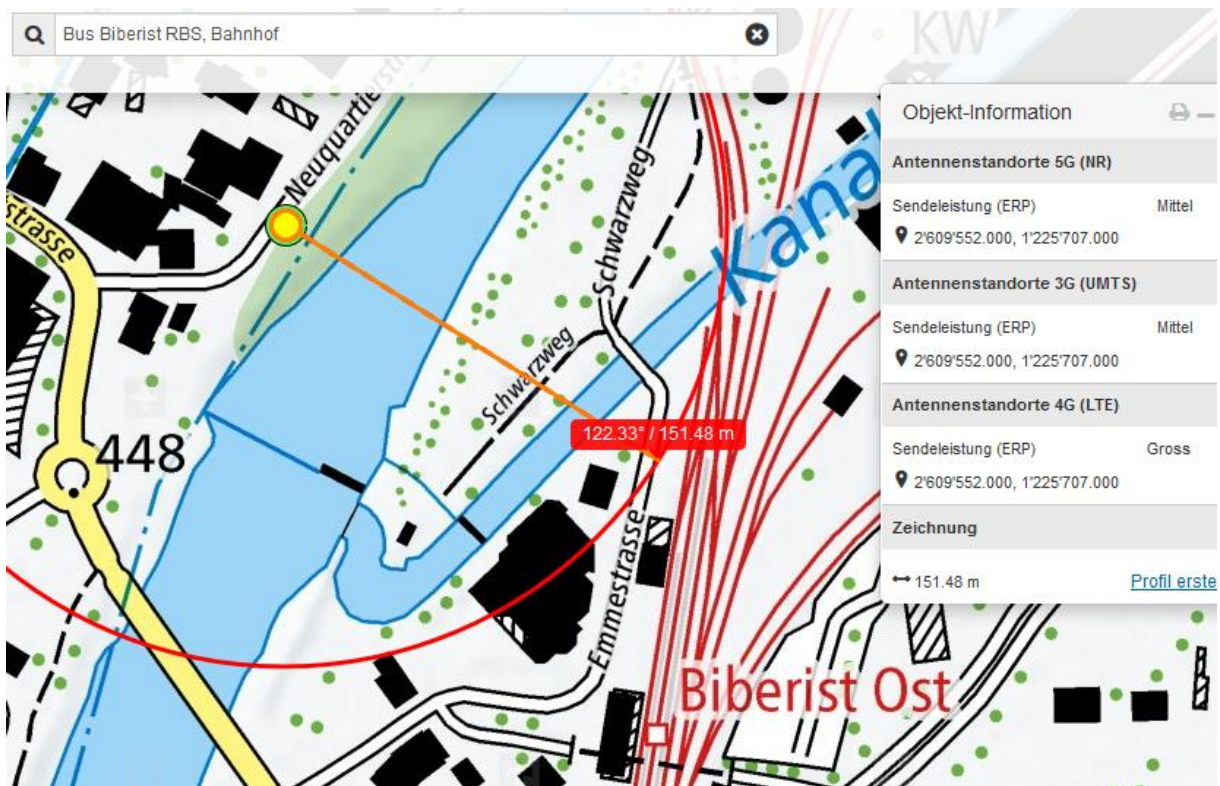 Bus Biberist RBS, Bahnhof
KW
Objekt-Information
Antennenstandorte 5G (NR)
Sendeleistung (ERP) Mittel
2'609'552.000, 1'225'707.000
Antennenstandorte 3G (UMTS)
Sendeleistung (ERP) Mittel
2'609'552.000, 1'225'707.000
Antennenstandorte 4G (LTE)
Sendeleistung (ERP) Gross
2'609'552.000, 1'225'707.000
Zeichnung
151.48 m Profil erste
Neuquartierstr
strasse
Schwarzweg
Kanal
Schwarzweg
122.33° / 151.48 m
448
Emmestrasse
Biberist Ost